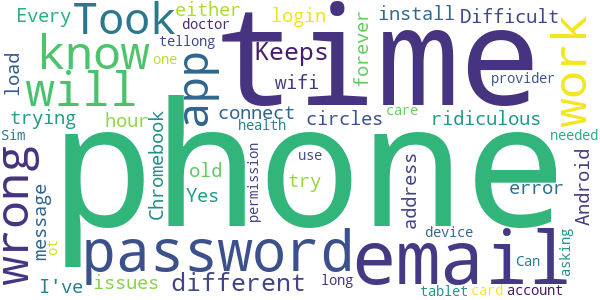 Every either doctor tellong one login install Difficult
Took time Keeps forever provider
know wifi work
load will app
trying hour connect circles ridiculous
Sim health care needed
phone
wrong Chromebook old use error
message Yes permission try address Android
ot password email device Can asking
I've issues different long tablet card account